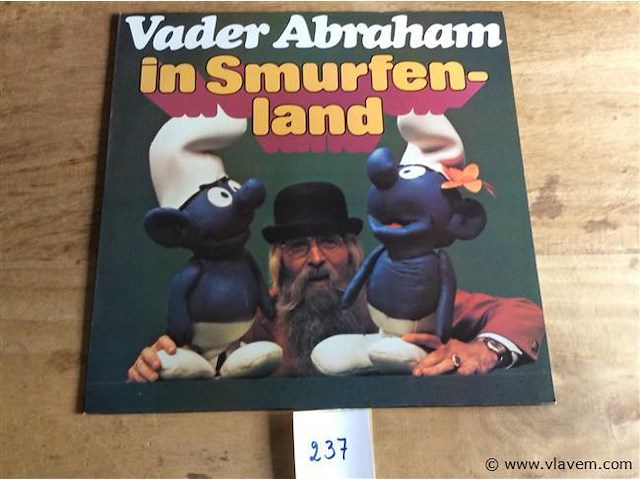 Vader Abraham
in Smurfen-
land
237
© www.vlavem.com